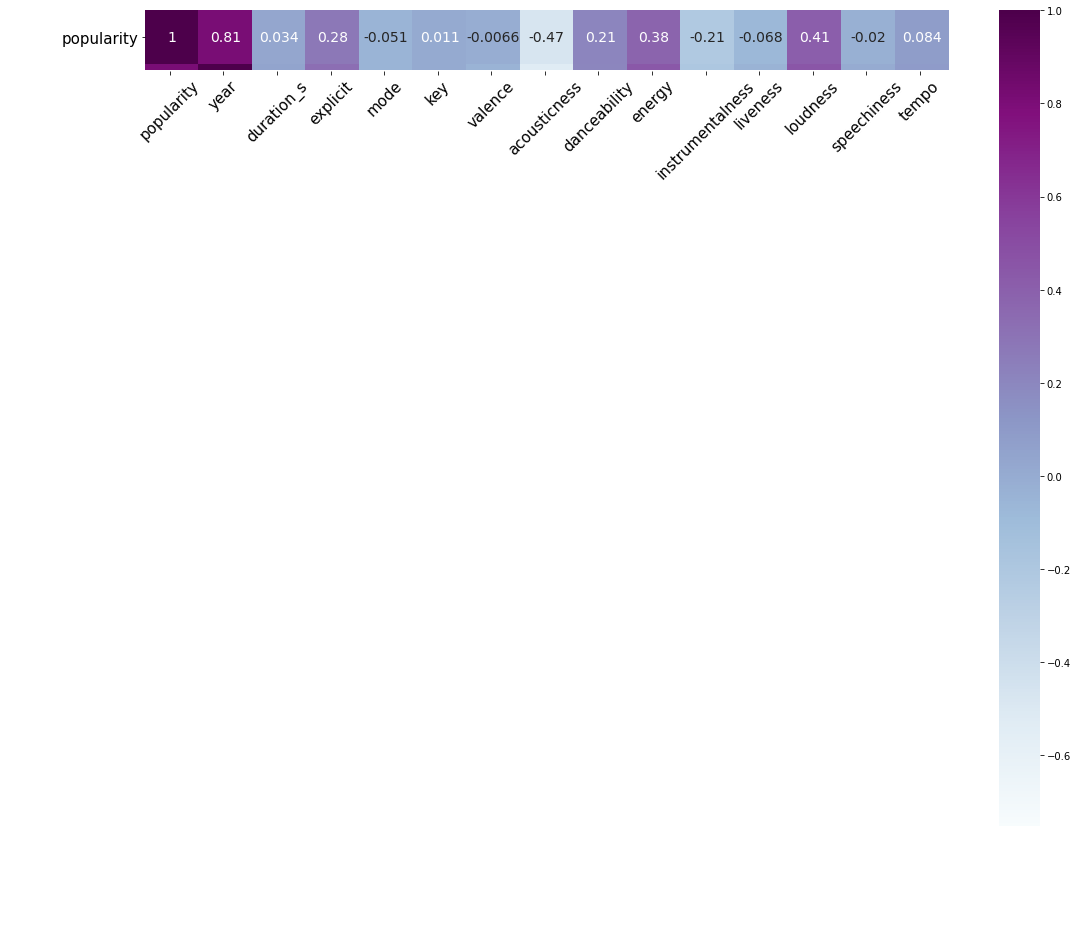 popularity 1 0.81 0.034 0.28 -0.051 0.011 -0.0066 -0.47 0.21 0.38 -0.21 -0.068 0.41 -0.02 0.084
popularity
year
duration_s
explicit
mode
key
valence
acousticness
danceability
energy
instrumentalness
liveness
loudness
speechiness
tempo
1.0
0.8
0.6
0.4
0.2
0.0
−0.2
−0.4
−0.6